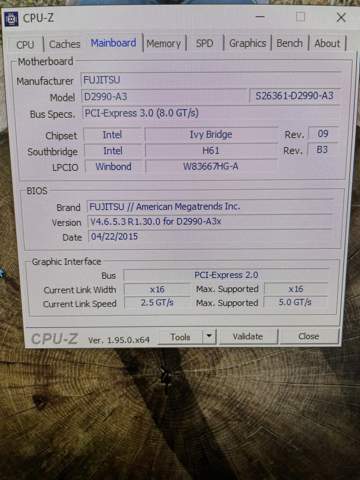 CPU-Z
CPU Caches Mainboard Memory SPD Graphics Bench About
Motherboard
Manufacturer FUJITSU
Model D2990-A3 S26361-D2990-A3
Bus Specs. PCI-Express 3.0 (8.0 GT/s)
Chipset Intel Ivy Bridge Rev. 09
Southbridge Intel H61 Rev. B3
LPCIO Winbond W83667HG-A
BIOS
Brand FUJITSU // American Megatrends Inc.
Version V4.6.5.3 R1.30.0 for D2990-A3x
Date 04/22/2015
Graphic Interface
Bus PCI-Express 2.0
Current Link Width x16 Max. Supported x16
Current Link Speed 2.5 GT/s Max. Supported 5.0 GT/s
CPU-Z Ver. 1.95.0.x64 Tools Validate Close